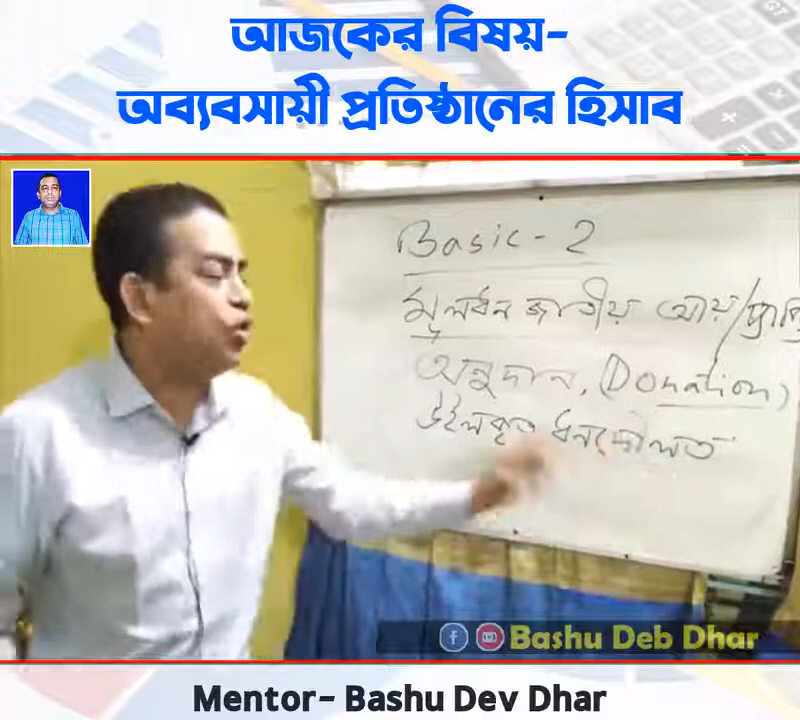 আজকের বিষয়-
অব্যবসায়ী প্রতিষ্ঠানের হিসাব
Basic - 2
মূলধন জাতীয় আয়/প্রাপ্তি
অনুদান, (Donation)
উইলকৃত ধনদৌলত
Bashu Deb Dhar
Mentor- Bashu Dev Dhar